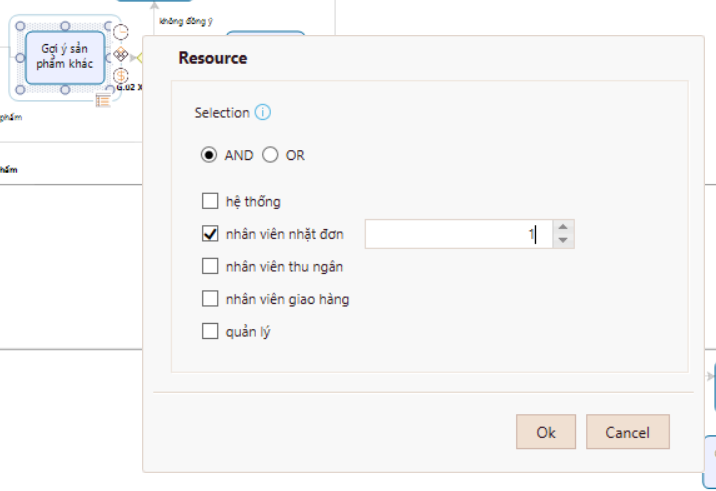 không đồng ý
Gợi ý sản
phẩm khác
phẩm
Resource
Selection
AND
OR
hệ thống
nhân viên nhặt đơn
1
nhân viên thu ngân
nhân viên giao hàng
quản lý
Ok
Cancel